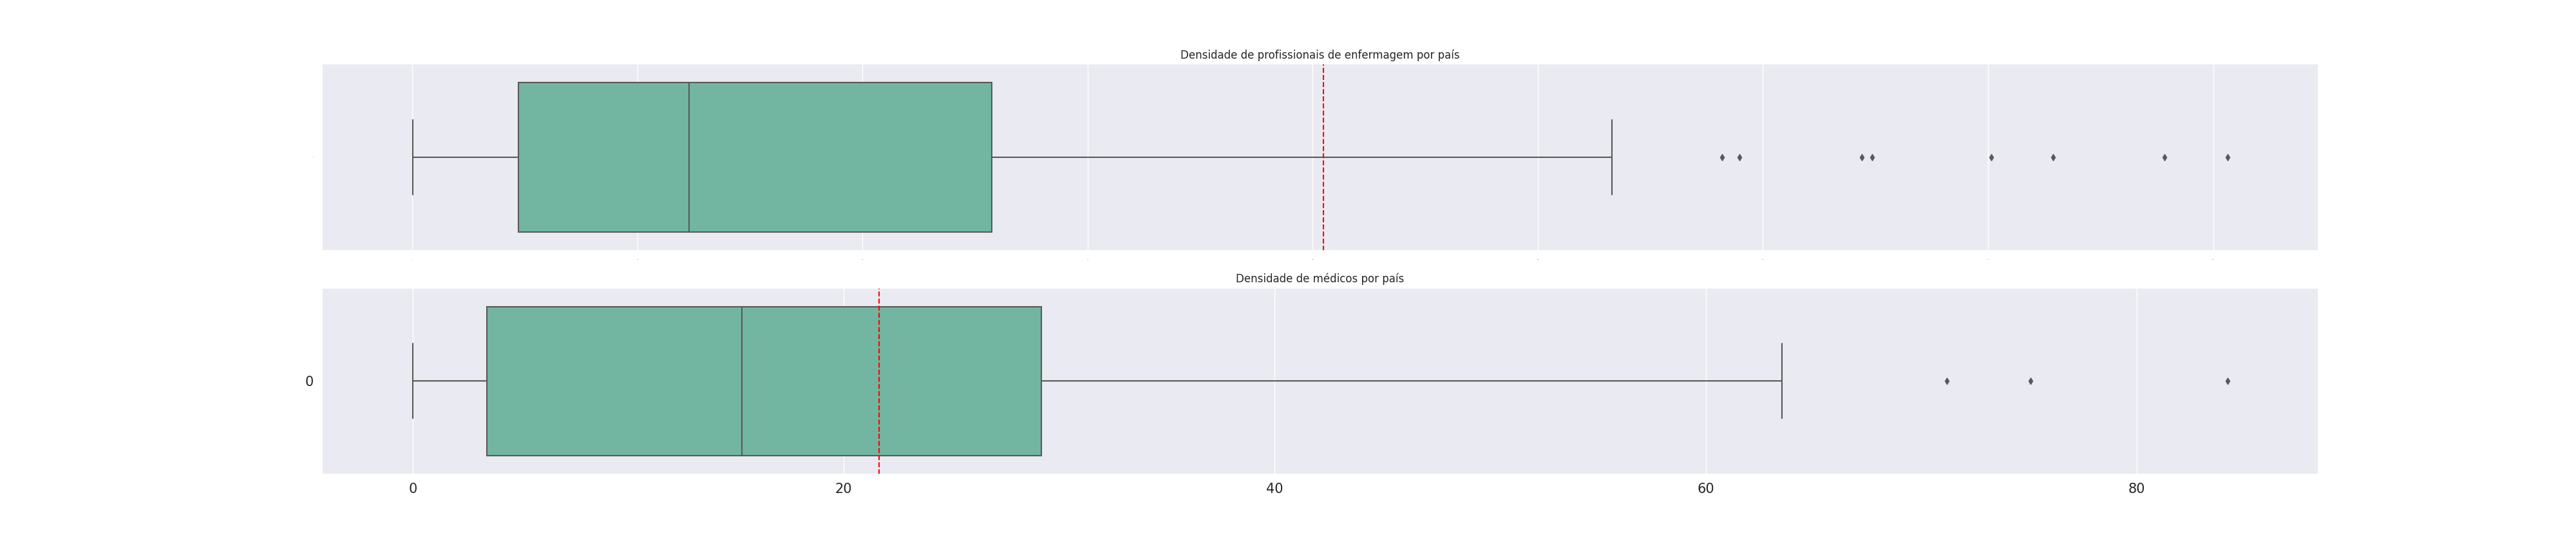 Densidade de profissionais de enfermagem por país
Densidade de médicos por país
0
0 20 40 60 80